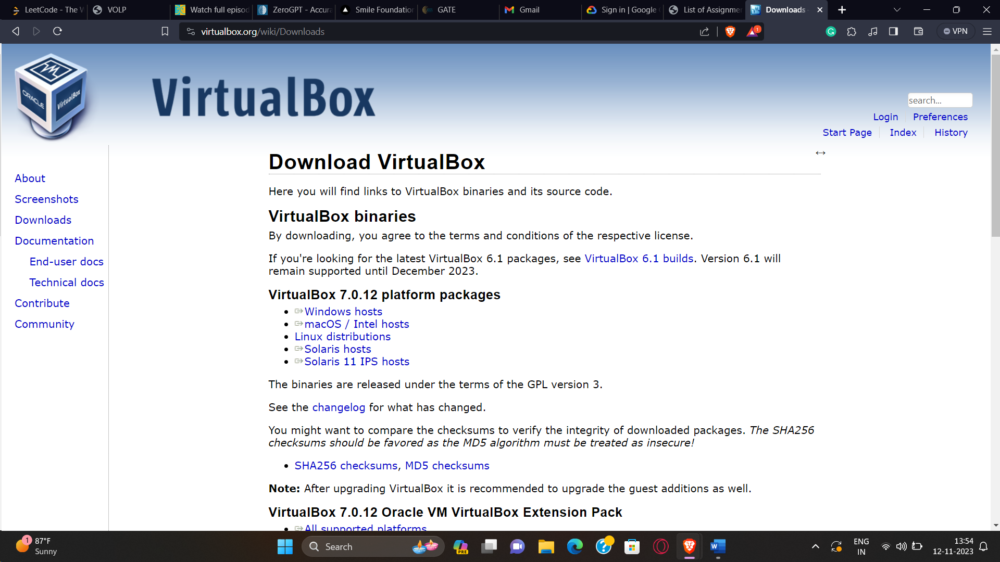 LeetCode - The W
VOLP
Watch full episod
ZeroGPT - Accura
Smile Foundation
GATE
Gmail
Sign in | Google
List of Assignmen
Downloads
virtualbox.org/wiki/Downloads
1
VPN
ORACLE
VirtualBox
VirtualBox
search...
Login
Preferences
Start Page
Index
History
About
Screenshots
Downloads
Documentation
End-user docs
Technical docs
Contribute
Community
Download VirtualBox
Here you will find links to VirtualBox binaries and its source code.
VirtualBox binaries
By downloading, you agree to the terms and conditions of the respective license.
If you're looking for the latest VirtualBox 6.1 packages, see VirtualBox 6.1 builds. Version 6.1 will
remain supported until December 2023.
VirtualBox 7.0.12 platform packages
• Windows hosts
• macOS / Intel hosts
• Linux distributions
• Solaris hosts
• Solaris 11 IPS hosts
The binaries are released under the terms of the GPL version 3.
See the changelog for what has changed.
You might want to compare the checksums to verify the integrity of downloaded packages. The SHA256
checksums should be favored as the MD5 algorithm must be treated as insecure!
• SHA256 checksums, MD5 checksums
Note: After upgrading VirtualBox it is recommended to upgrade the guest additions as well.
VirtualBox 7.0.12 Oracle VM VirtualBox Extension Pack
• All supported platforms
1
87°F
Sunny
Search
PRE
ENG
IN
13:54
12-11-2023